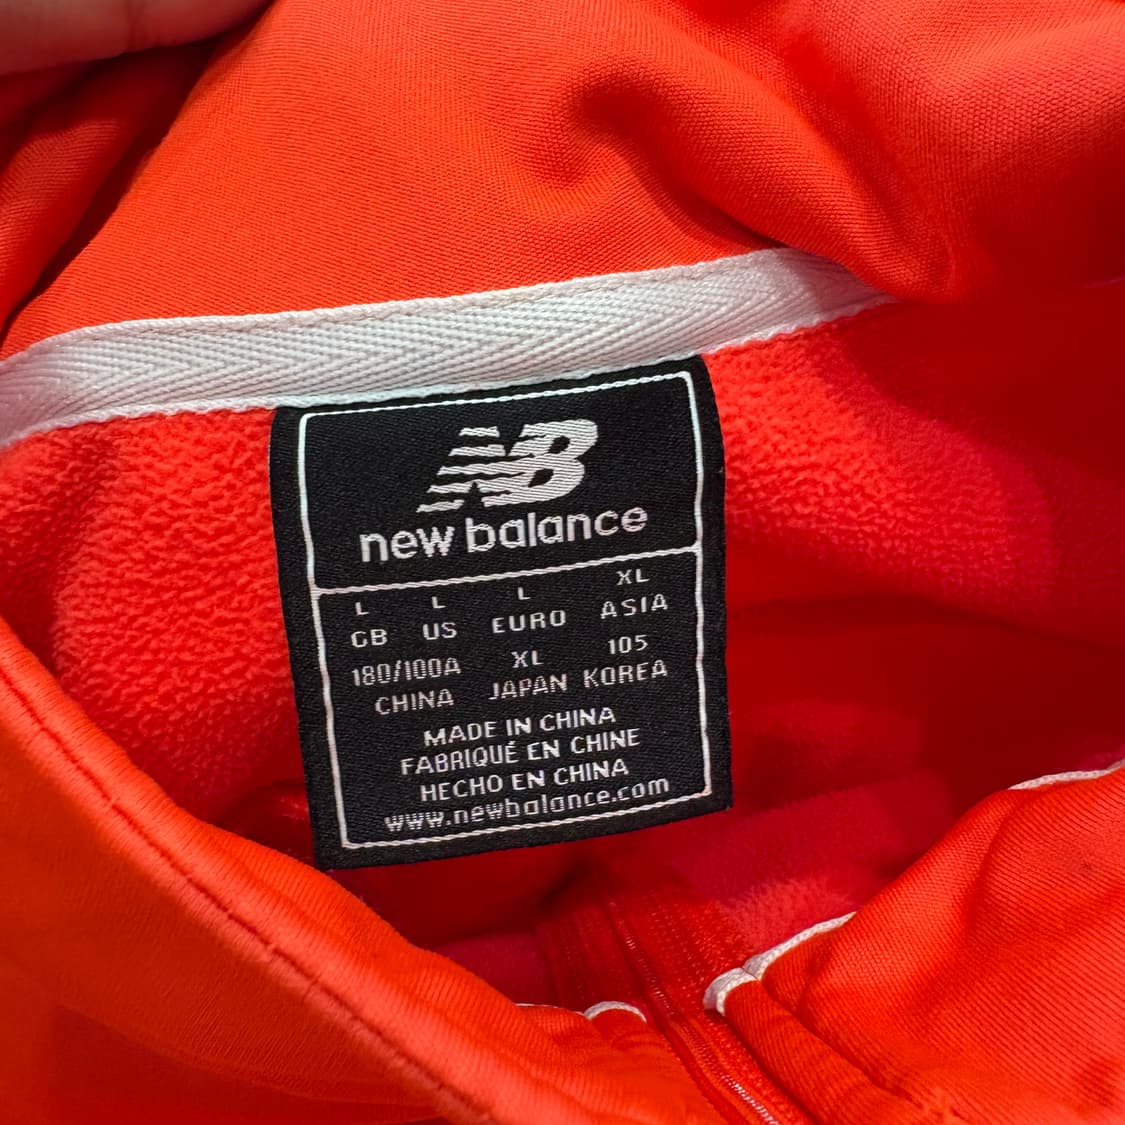 NB
new balance
L L L XL
GB US EURO ASIA
180/100A XL 105
CHINA JAPAN KOREA
MADE IN CHINA
FABRIQUÉ EN CHINE
HECHO EN CHINA
www.newbalance.com